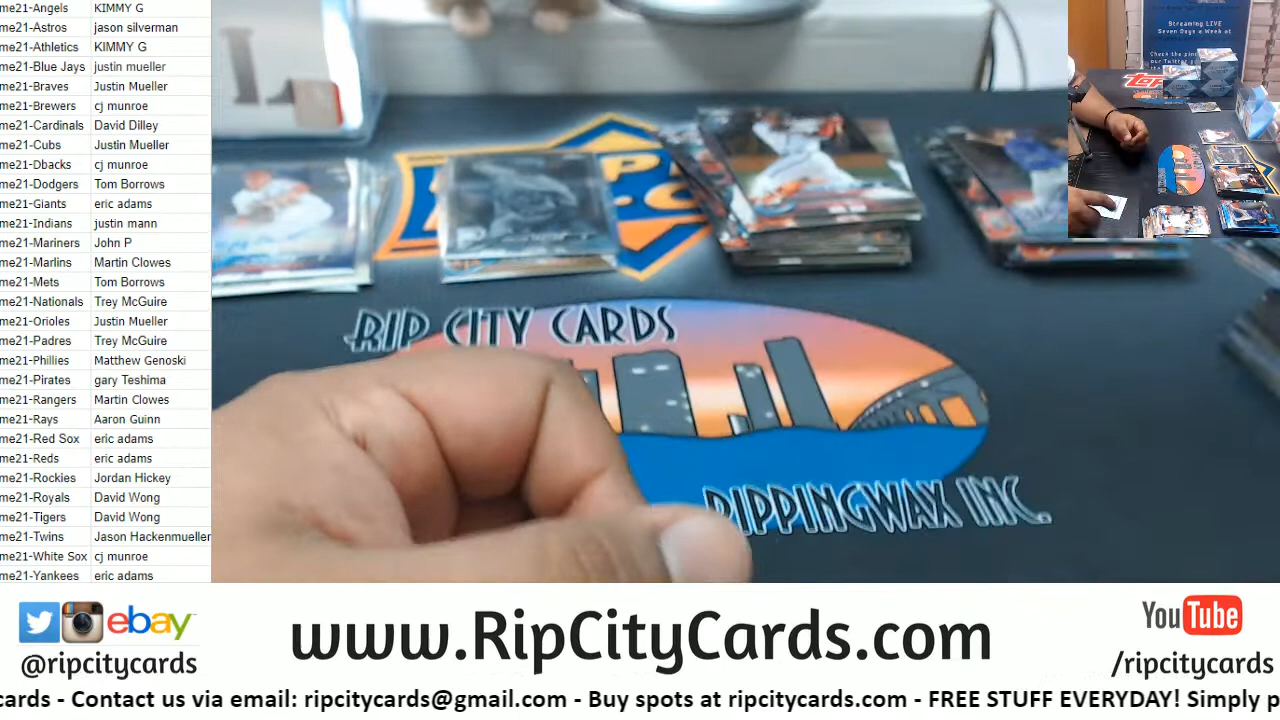 me21-Angels KIMMY G
me21-Astros jason silverman
me21-Athletics KIMMY G
me21-Blue Jays justin mueller
me21-Braves Justin Mueller
me21-Brewers cj munroe
me21-Cardinals David Dilley
me21-Cubs Justin Mueller
me21-Dbacks cj munroe
me21-Dodgers Tom Borrows
me21-Giants eric adams
me21-Indians justin mann
me21-Mariners John P
me21-Marlins Martin Clowes
me21-Mets Tom Borrows
me21-Nationals Trey McGuire
me21-Orioles Justin Mueller
me21-Padres Trey McGuire
me21-Phillies Matthew Genoski
me21-Pirates gary Teshima
me21-Rangers Martin Clowes
me21-Rays Aaron Guinn
me21-Red Sox eric adams
me21-Reds eric adams
me21-Rockies Jordan Hickey
me21-Royals David Wong
me21-Tigers David Wong
me21-Twins Jason Hackenmueller
me21-White Sox cj munroe
me21-Yankees eric adams
RIP CITY CARDS
RIPPINGWAX INC.
Streaming LIVE
Seven Days a Week at
Check the
our Twitter
topps
ebay
@ripcitycards
www.RipCityCards.com
YouTube
/ripcitycards
cards - Contact us via email: ripcitycards@gmail.com - Buy spots at ripcitycards.com - FREE STUFF EVERYDAY! Simply p